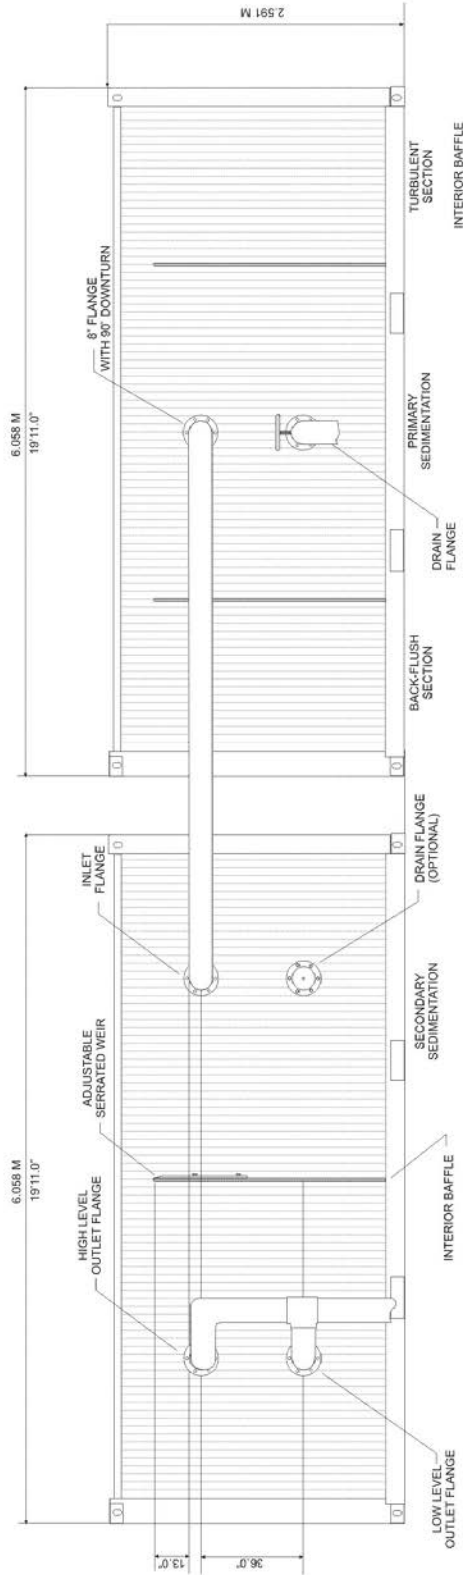 6.058 M
19'11.0"
6.058 M
19'11.0"
HIGH LEVEL
OUTLET FLANGE
ADJUSTABLE
SERRATED WEIR
INLET
FLANGE
8" FLANGE
WITH 90° DOWNTURN
2.591 M
13.0"
36.0"
LOW LEVEL
OUTLET FLANGE
INTERIOR BAFFLE
SECONDARY
SEDIMENTATION
DRAIN FLANGE
(OPTIONAL)
BACK-FLUSH
SECTION
DRAIN
FLANGE
PRIMARY
SEDIMENTATION
TURBULENT
SECTION
INTERIOR BAFFLE